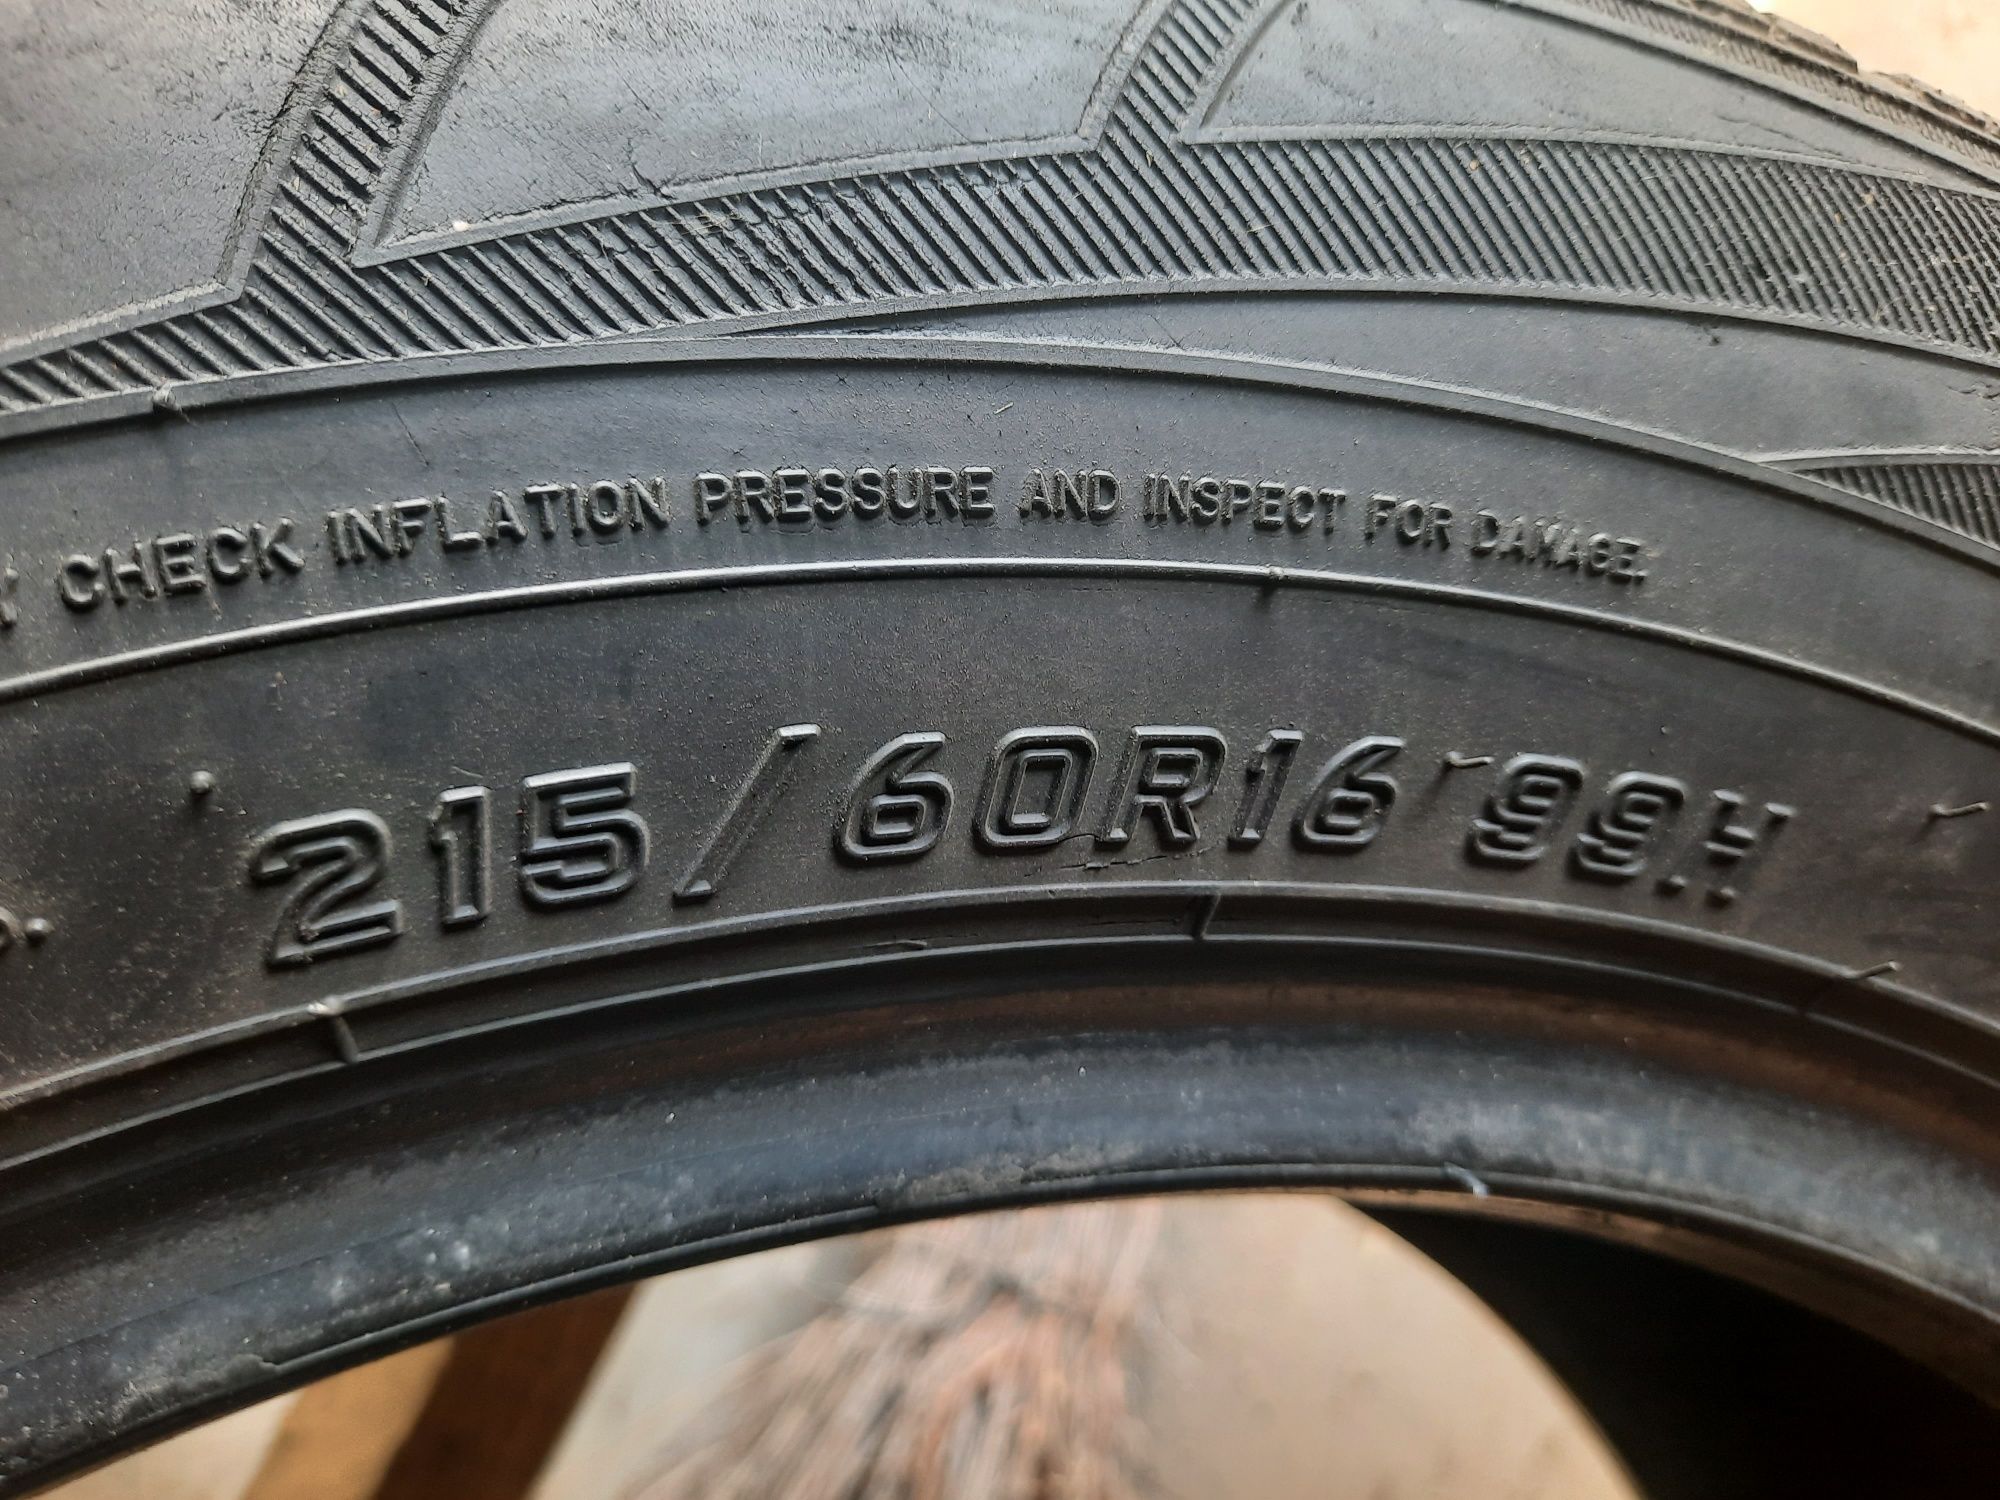 CHECK INFLATION PRESSURE AND INSPECT FOR DAMAGE.
215/60R16 99H